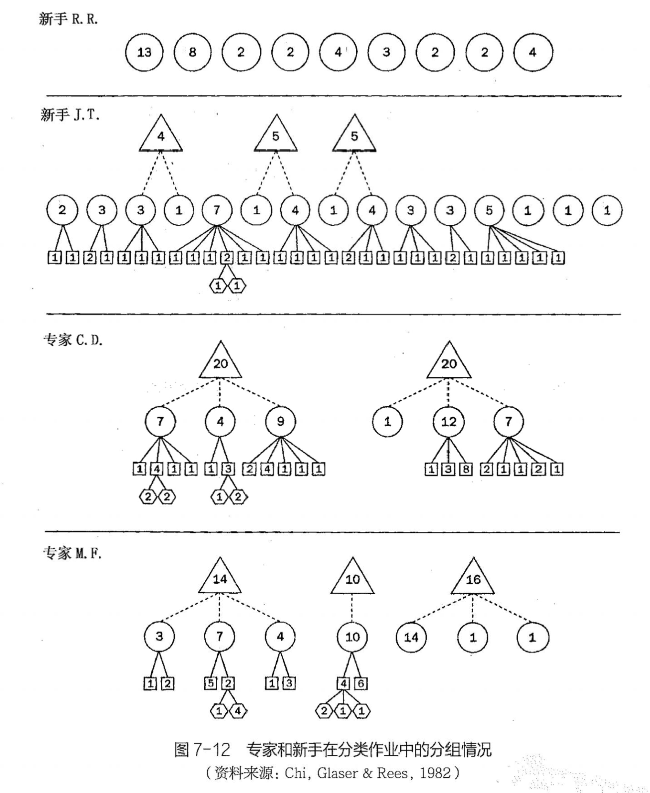 新手 R.R.
13 8 2 2 4 3 2 2 4
新手 J.T.
4 5 5
2 3 3 1 7 1 4 1 4 3 3 5 1 1 1
1 1 2 1 1 1 1 1 1 1 2 1 1 1 1 1 1 2 1 1 1 1 1 2 1 1 1 1 1 1
1 1
专家 C.D.
20 20
7 4 9 1 12 7
1 4 1 1 1 3 2 4 1 1 1 1 3 8 2 1 1 2 1
2 2 1 2
专家 M.F.
14 10 16
3 7 4 10 14 1 1
1 2 5 2 1 3 4 6
1 4 2 1 1
图 7-12 专家和新手在分类作业中的分组情况
(资料来源:Chi, Glaser & Rees, 1982)